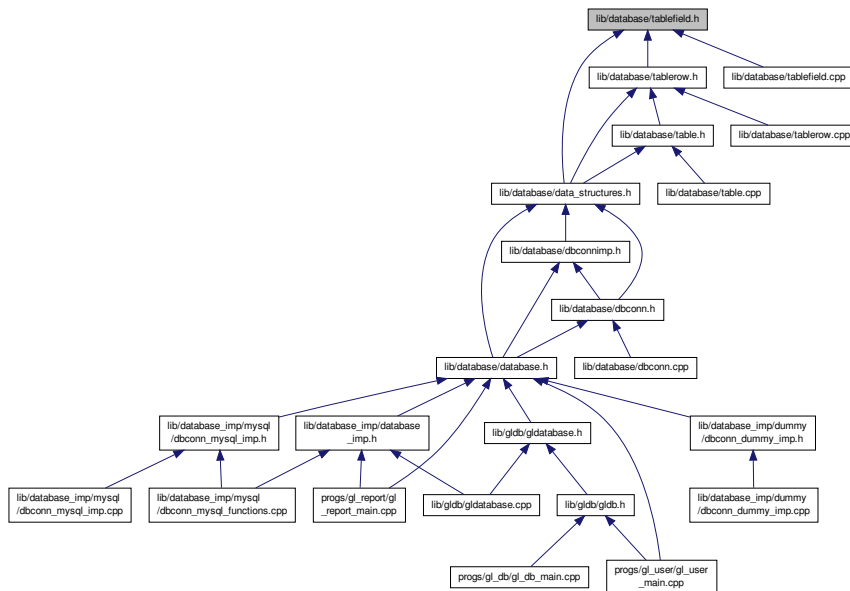 lib/database/tablefield.h
lib/database/tablerow.h
lib/database/tablefield.cpp
lib/database/table.h
lib/database/tablerow.cpp
lib/database/data_structures.h
lib/database/table.cpp
lib/database/dbconnimp.h
lib/database/dbconn.h
lib/database/database.h
lib/database/dbconn.cpp
lib/database_imp/mysql
/dbconn_mysql_imp.h
lib/database_imp/database
_imp.h
lib/gldb/gldatabase.h
lib/database_imp/dummy
/dbconn_dummy_imp.h
lib/database_imp/mysql
/dbconn_mysql_imp.cpp
lib/database_imp/mysql
/dbconn_mysql_functions.cpp
progs/gl_report/gl
_report_main.cpp
lib/gldb/gldatabase.cpp
lib/gldb/gldb.h
lib/database_imp/dummy
/dbconn_dummy_imp.cpp
progs/gl_db/gl_db_main.cpp
progs/gl_user/gl_user
_main.cpp